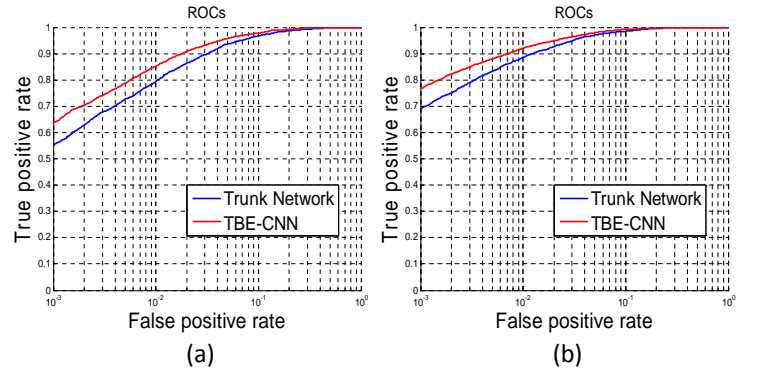 ROCs
1
0.9
0.8
0.7
0.6
0.5
0.4
0.3
0.2
0.1
0
True positive rate
Trunk Network
TBE-CNN
10^-3 10^-2 10^-1 10^0
False positive rate
(a)
ROCs
1
0.9
0.8
0.7
0.6
0.5
0.4
0.3
0.2
0.1
0
True positive rate
Trunk Network
TBE-CNN
10^-3 10^-2 10^-1 10^0
False positive rate
(b)